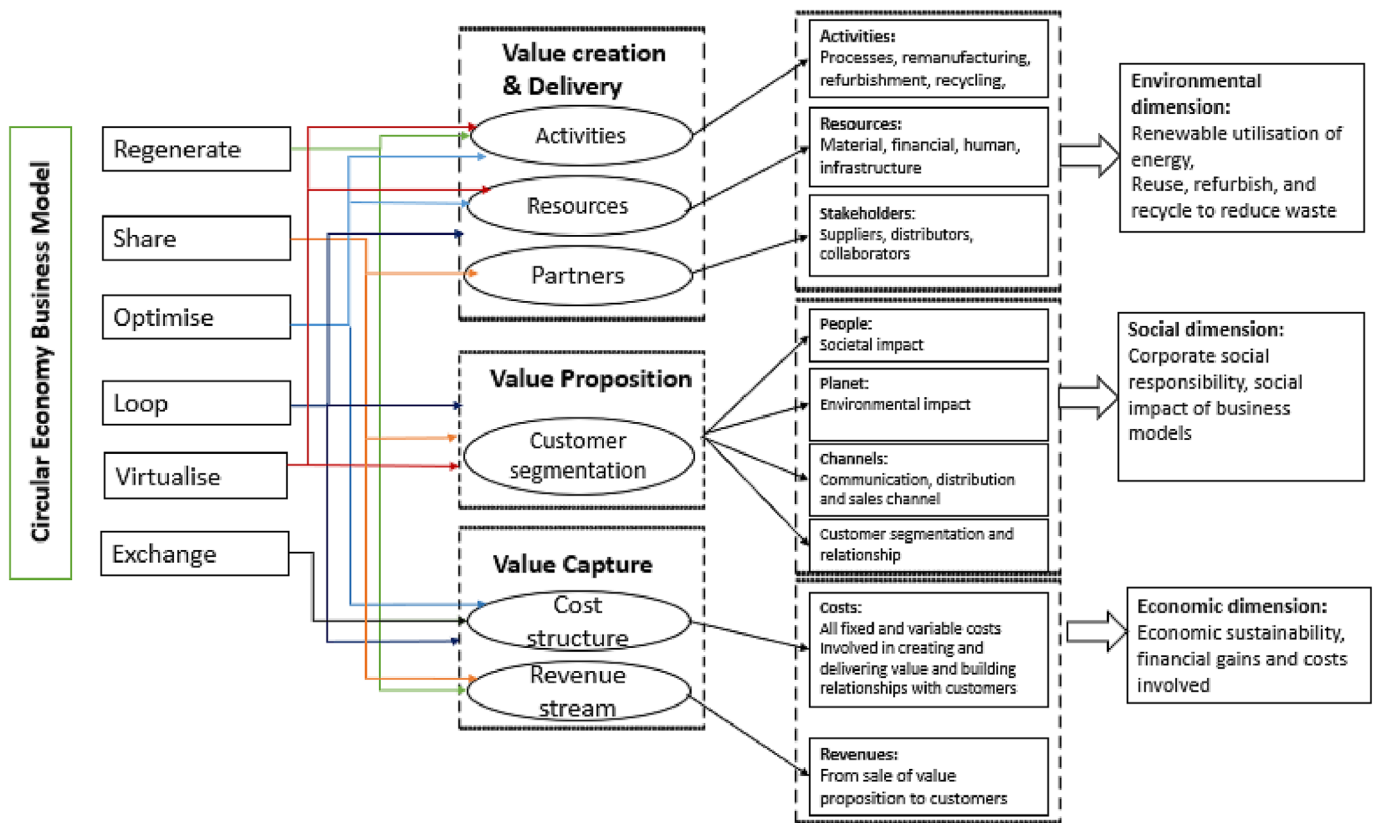 Circular Economy Business Model
Regenerate
Share
Optimise
Loop
Virtualise
Exchange
Value creation
& Delivery
Activities
Resources
Partners
Value Proposition
Customer
segmentation
Value Capture
Cost
structure
Revenue
stream
Activities:
Processes, remanufacturing,
refurbishment, recycling,
Resources:
Material, financial, human,
infrastructure
Stakeholders:
Suppliers, distributors,
collaborators
People:
Societal impact
Planet:
Environmental impact
Channels:
Communication, distribution
and sales channel
Customer segmentation and
relationship
Costs:
All fixed and variable costs
Involved in creating and
delivering value and building
relationships with customers
Revenues:
From sale of value
proposition to customers
Environmental
dimension:
Renewable utilisation of
energy,
Reuse, refurbish, and
recycle to reduce waste
Social dimension:
Corporate social
responsibility, social
impact of business
models
Economic dimension:
Economic sustainability,
financial gains and costs
involved